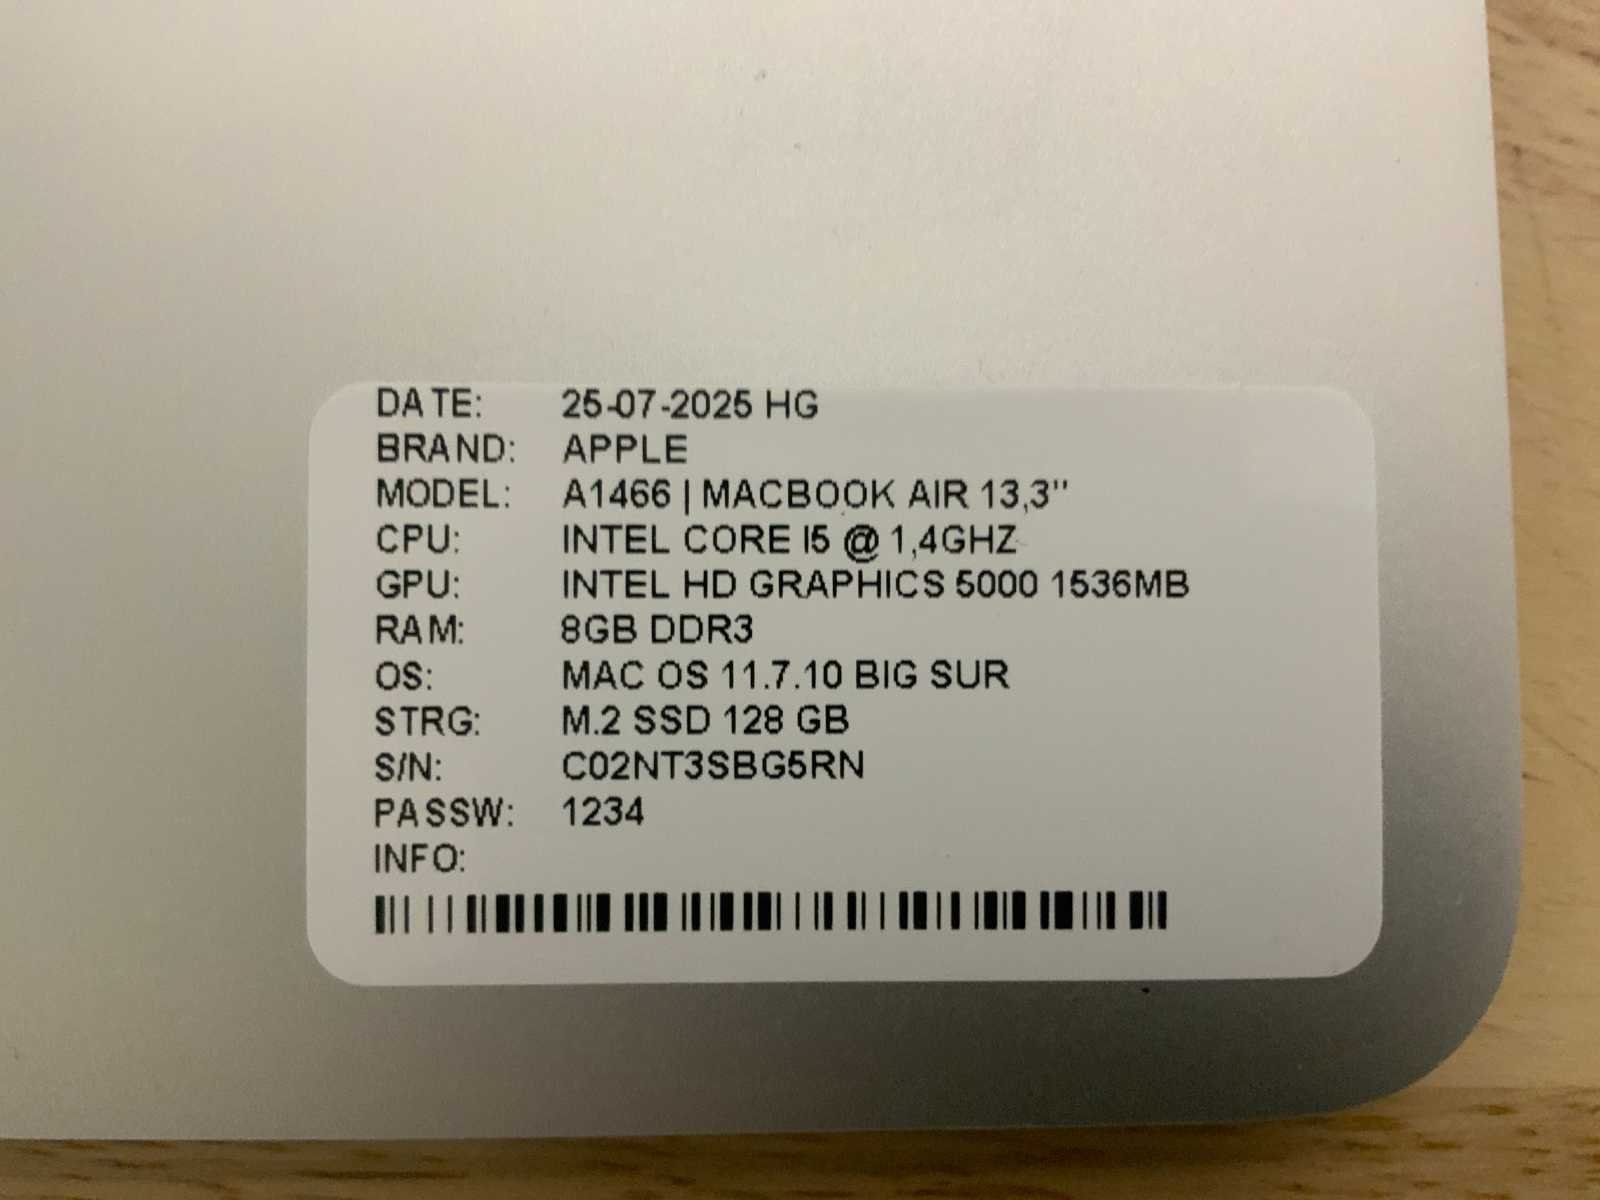 DATE: 25-07-2025 HG
BRAND: APPLE
MODEL: A1466 | MACBOOK AIR 13,3"
CPU: INTEL CORE I5 @ 1,4GHZ
GPU: INTEL HD GRAPHICS 5000 1536MB
RAM: 8GB DDR3
OS: MAC OS 11.7.10 BIG SUR
STRG: M.2 SSD 128 GB
S/N: C02NT3SBG5RN
PASSW: 1234
INFO: